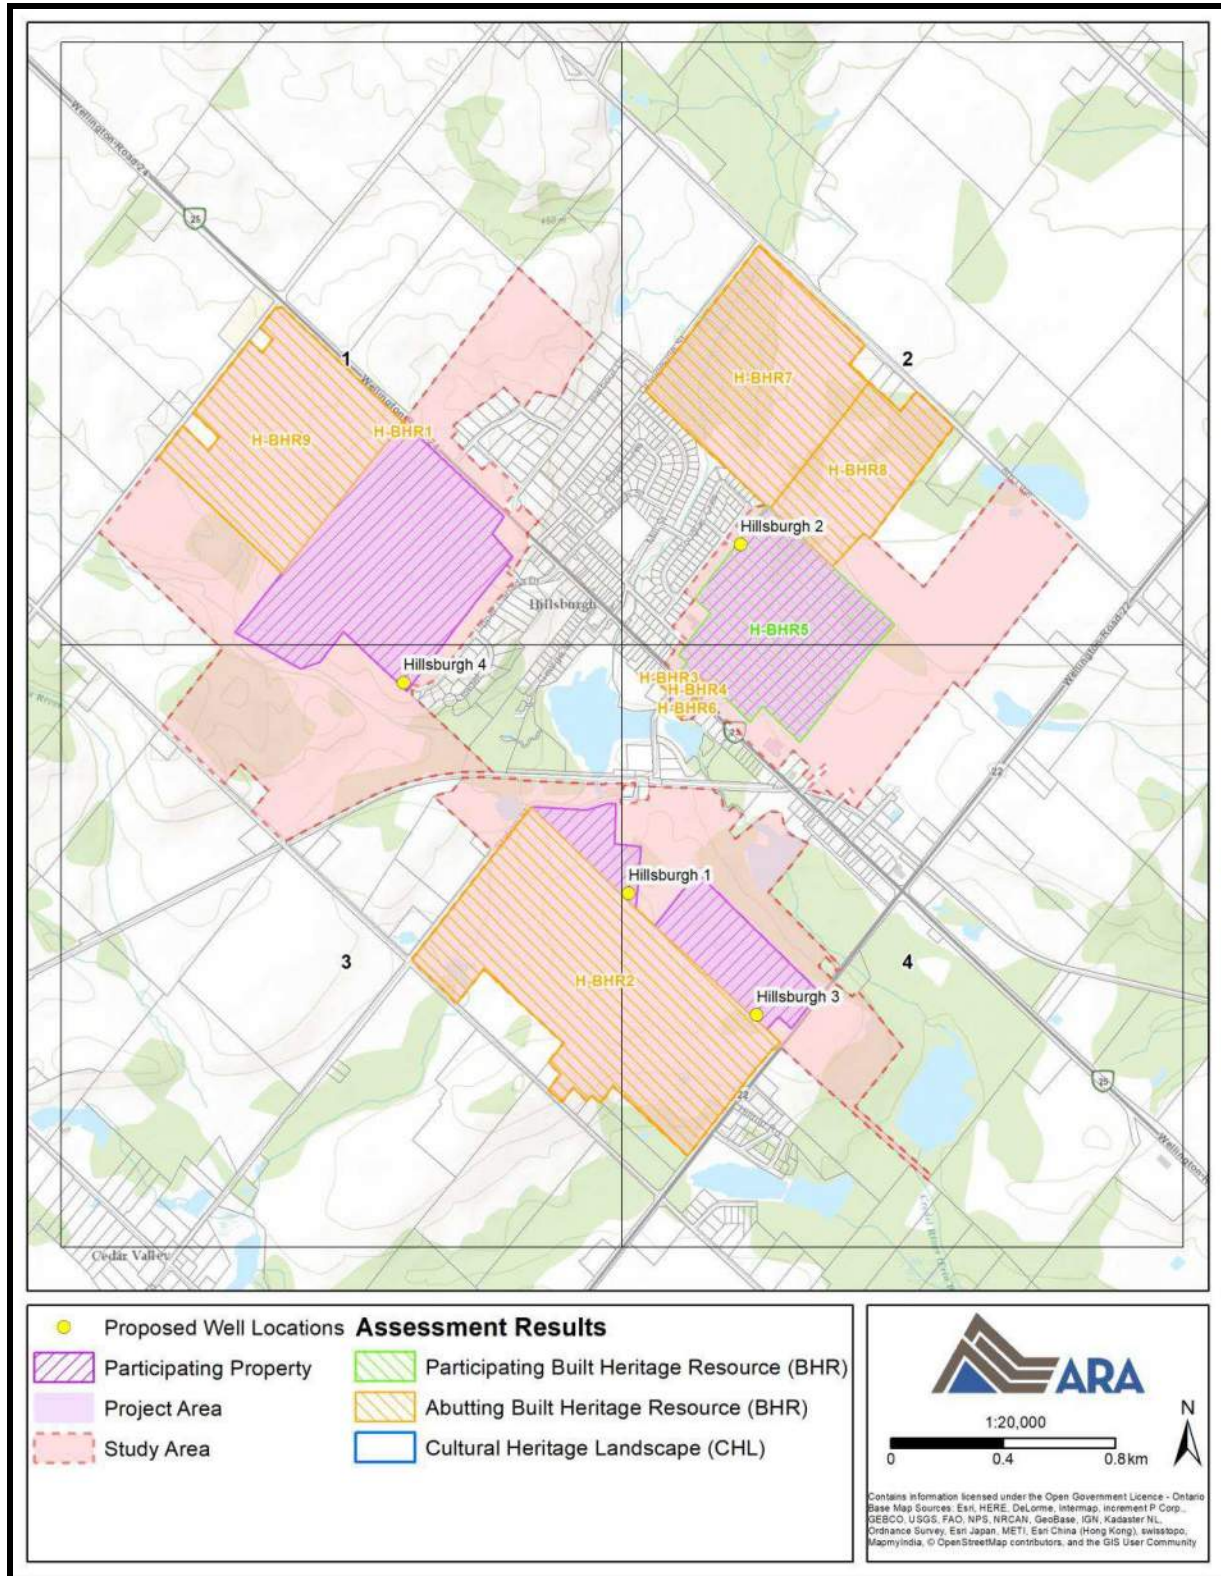 Wellington Road 24
25
450 m
1
2
H-BHR7
H-BHR9
H-BHR1
H-BHR8
Hillsburgh 2
Hillsburgh
H-BHR5
Hillsburgh 4
H-BHR3
H-BHR4
H-BHR6
Wellington Road 22
22
Hillsburgh 1
3
4
H-BHR2
Hillsburgh 3
22
25
Cedar Valley
Proposed Well Locations
Participating Property
Project Area
Study Area
Assessment Results
Participating Built Heritage Resource (BHR)
Abutting Built Heritage Resource (BHR)
Cultural Heritage Landscape (CHL)
ARA
1:20,000
N
0 0.4 0.8 km
Contains information licensed under the Open Government Licence - Ontario
Base Map Sources: Esri, HERE, DeLorme, Intermap, increment P Corp.,
GEBCO, USGS, FAO, NPS, NRCAN, GeoBase, IGN, Kadaster NL,
Ordnance Survey, Esri Japan, METI, Esri China (Hong Kong), swisstopo,
MapmyIndia, © OpenStreetMap contributors, and the GIS User Community